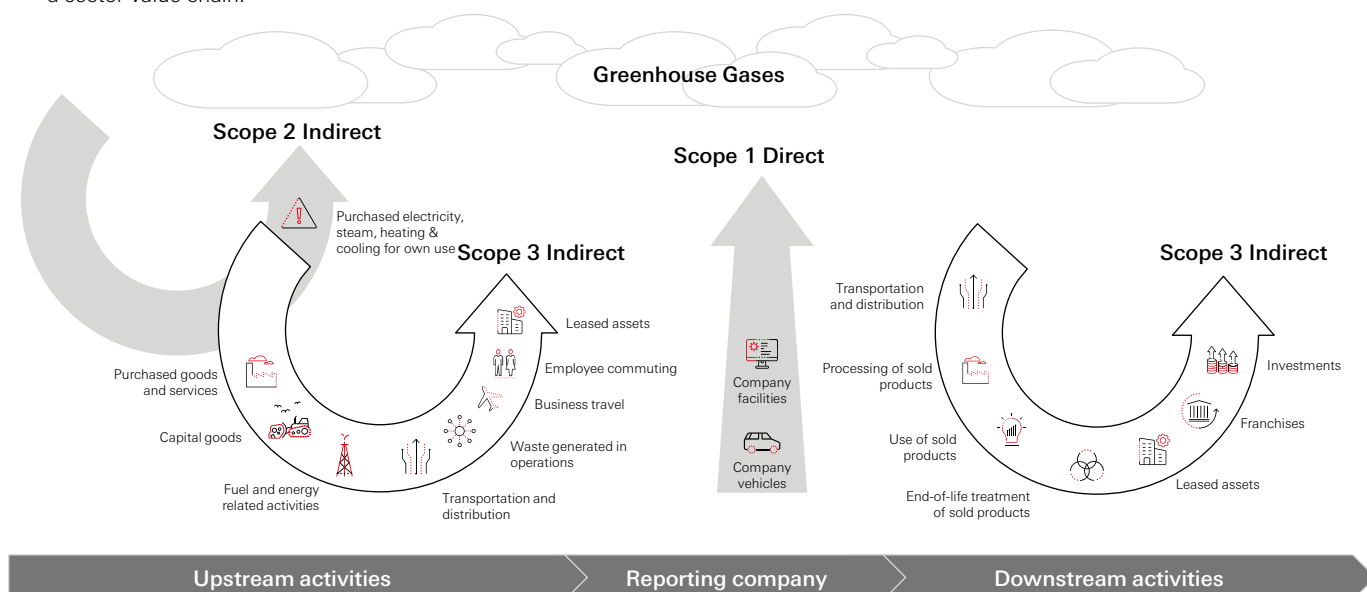 a sector value chain.
Greenhouse Gases
Scope 2 Indirect
Purchased electricity,
steam, heating &
cooling for own use
Scope 3 Indirect
Leased assets
Employee commuting
Business travel
Waste generated in
operations
Transportation and
distribution
Fuel and energy
related activities
Capital goods
Purchased goods
and services
Scope 1 Direct
Company
facilities
Company
vehicles
Scope 3 Indirect
Transportation
and distribution
Processing of sold
products
Use of sold
products
End-of-life treatment
of sold products
Leased assets
Franchises
Investments
Upstream activities
Reporting company
Downstream activities